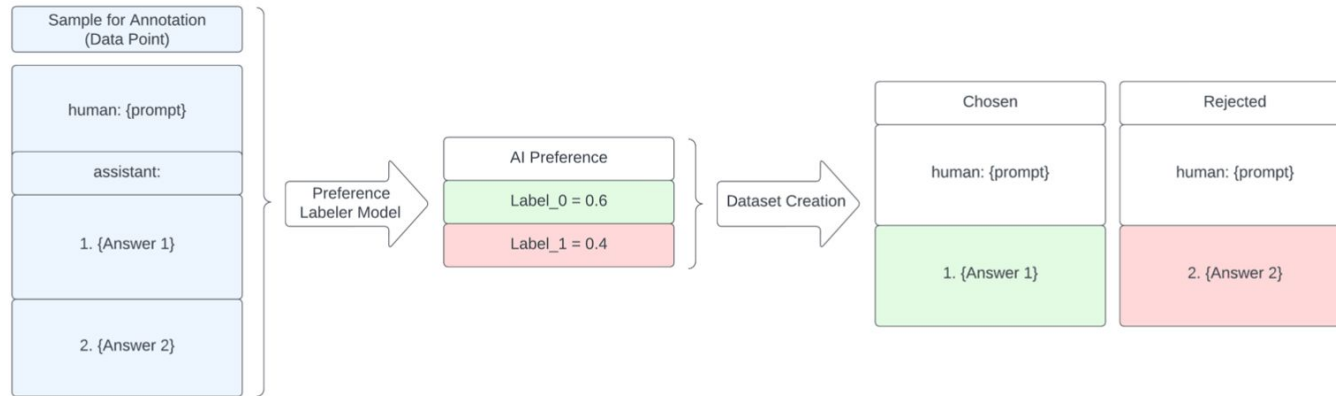 Sample for Annotation
(Data Point)
human: {prompt}
assistant:
1. {Answer 1}
2. {Answer 2}
Preference
Labeler Model
AI Preference
Label_0 = 0.6
Label_1 = 0.4
Dataset Creation
Chosen
human: {prompt}
1. {Answer 1}
Rejected
human: {prompt}
2. {Answer 2}